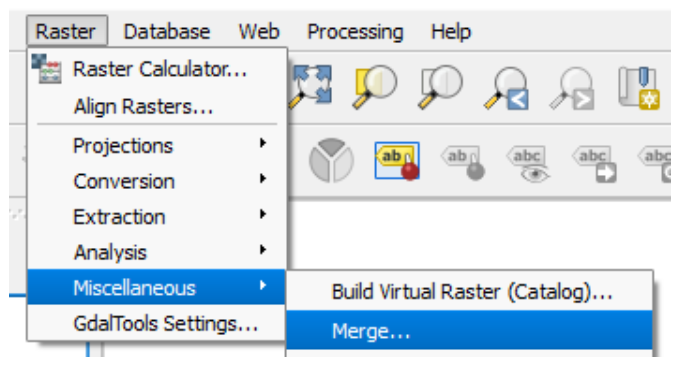 Raster Database Web Processing Help
Raster Calculator...
Align Rasters...
Projections
Conversion
Extraction
Analysis
Miscellaneous
GdalTools Settings...
Build Virtual Raster (Catalog)...
Merge...
ab
ab
abc
abc
abc